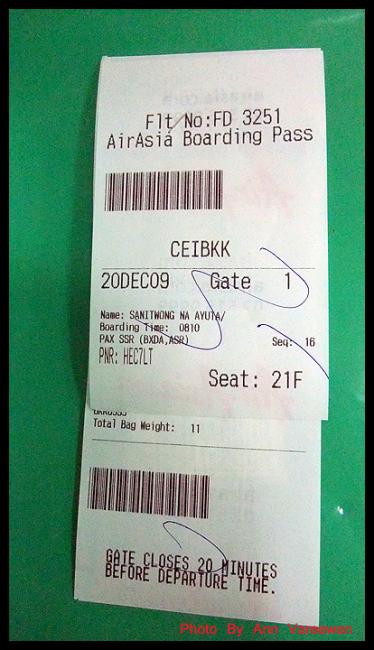 Flt No:FD 3251
AirAsia Boarding Pass
CEIBKK
20DEC09 Gate 1
Name: SANITWONG NA AYUTA/
Boarding Time: 0810
PAX SSR (BXDA,ASR) Seq: 16
PNR: HEC7LT
Seat: 21F
Total Bag Weight: 11
GATE CLOSES 20 MINUTES
BEFORE DEPARTURE TIME.
Photo By Ann Vareewan